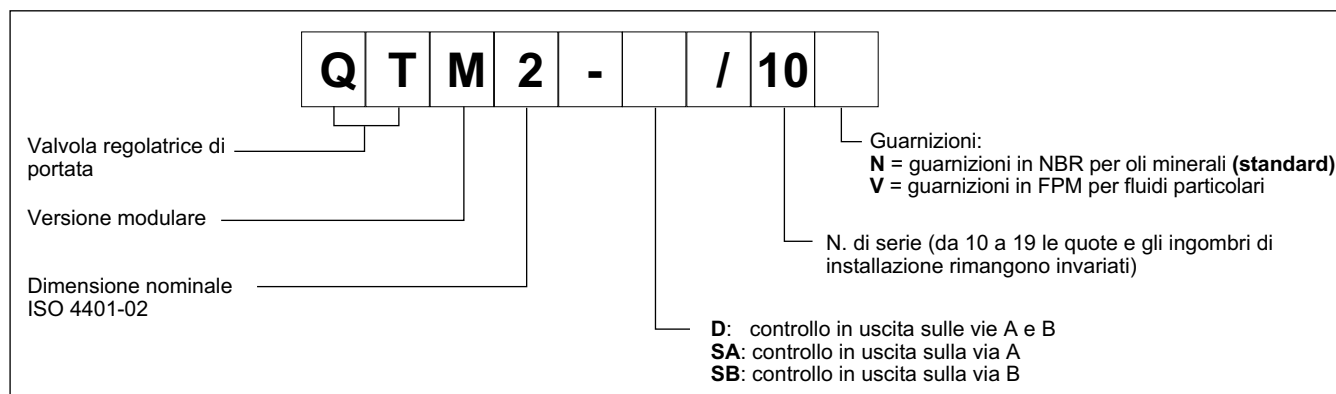 QTM2- /10
Valvola regolatrice di
portata
Versione modulare
Dimensione nominale
ISO 4401-02
Guarnizioni:
N = guarnizioni in NBR per oli minerali (standard)
V = guarnizioni in FPM per fluidi particolari
N. di serie (da 10 a 19 le quote e gli ingombri di
installazione rimangono invariati)
D: controllo in uscita sulle vie A e B
SA: controllo in uscita sulla via A
SB: controllo in uscita sulla via B